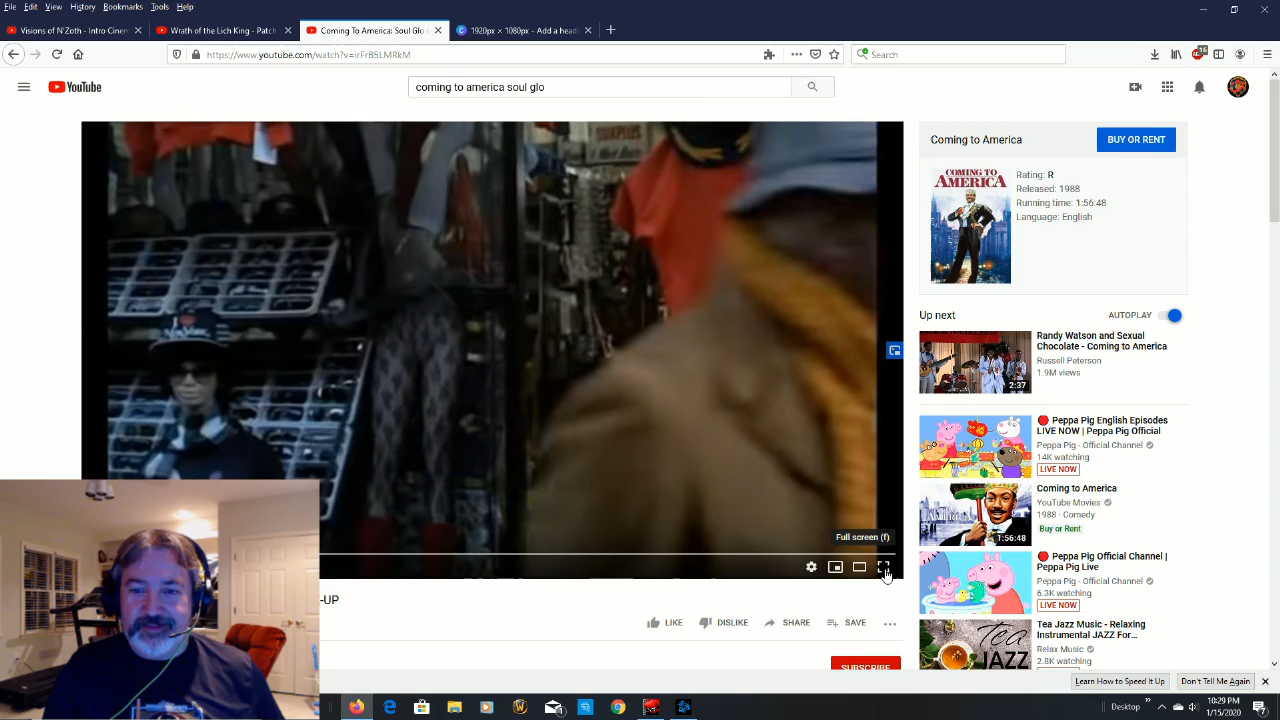 File Edit View History Bookmarks Tools Help
Visions of N'Zoth - Intro Cinem
Wrath of the Lich King - Patch
Coming To America: Soul Glo
1920px × 1080px - Add a head
https://www.youtube.com/watch?v=irFrB5LMRkM
Search
16
YouTube
coming to america soul glo
Coming to America
BUY OR RENT
COMING TO
AMERICA
Rating: R
Released: 1988
Running time: 1:56:48
Language: English
Up next
AUTOPLAY
Randy Watson and Sexual
Chocolate - Coming to America
Russell Peterson
1.9M views
2:37
Peppa Pig English Episodes
LIVE NOW | Peppa Pig Official
Peppa Pig - Official Channel
14K watching
LIVE NOW
Coming to America
YouTube Movies
1988 · Comedy
Buy or Rent
1:56:48
Full screen (f)
Peppa Pig Official Channel |
Peppa Pig Live
Peppa Pig - Official Channel
6.3K watching
LIVE NOW
-UP
LIKE
DISLIKE
SHARE
SAVE
Tea Jazz Music - Relaxing
Instrumental JAZZ For...
Relax Music
2.8K watching
TEA
JAZZ
SUBSCRIBE
Learn How to Speed It Up
Don't Tell Me Again
Desktop
10:29 PM
1/15/2020